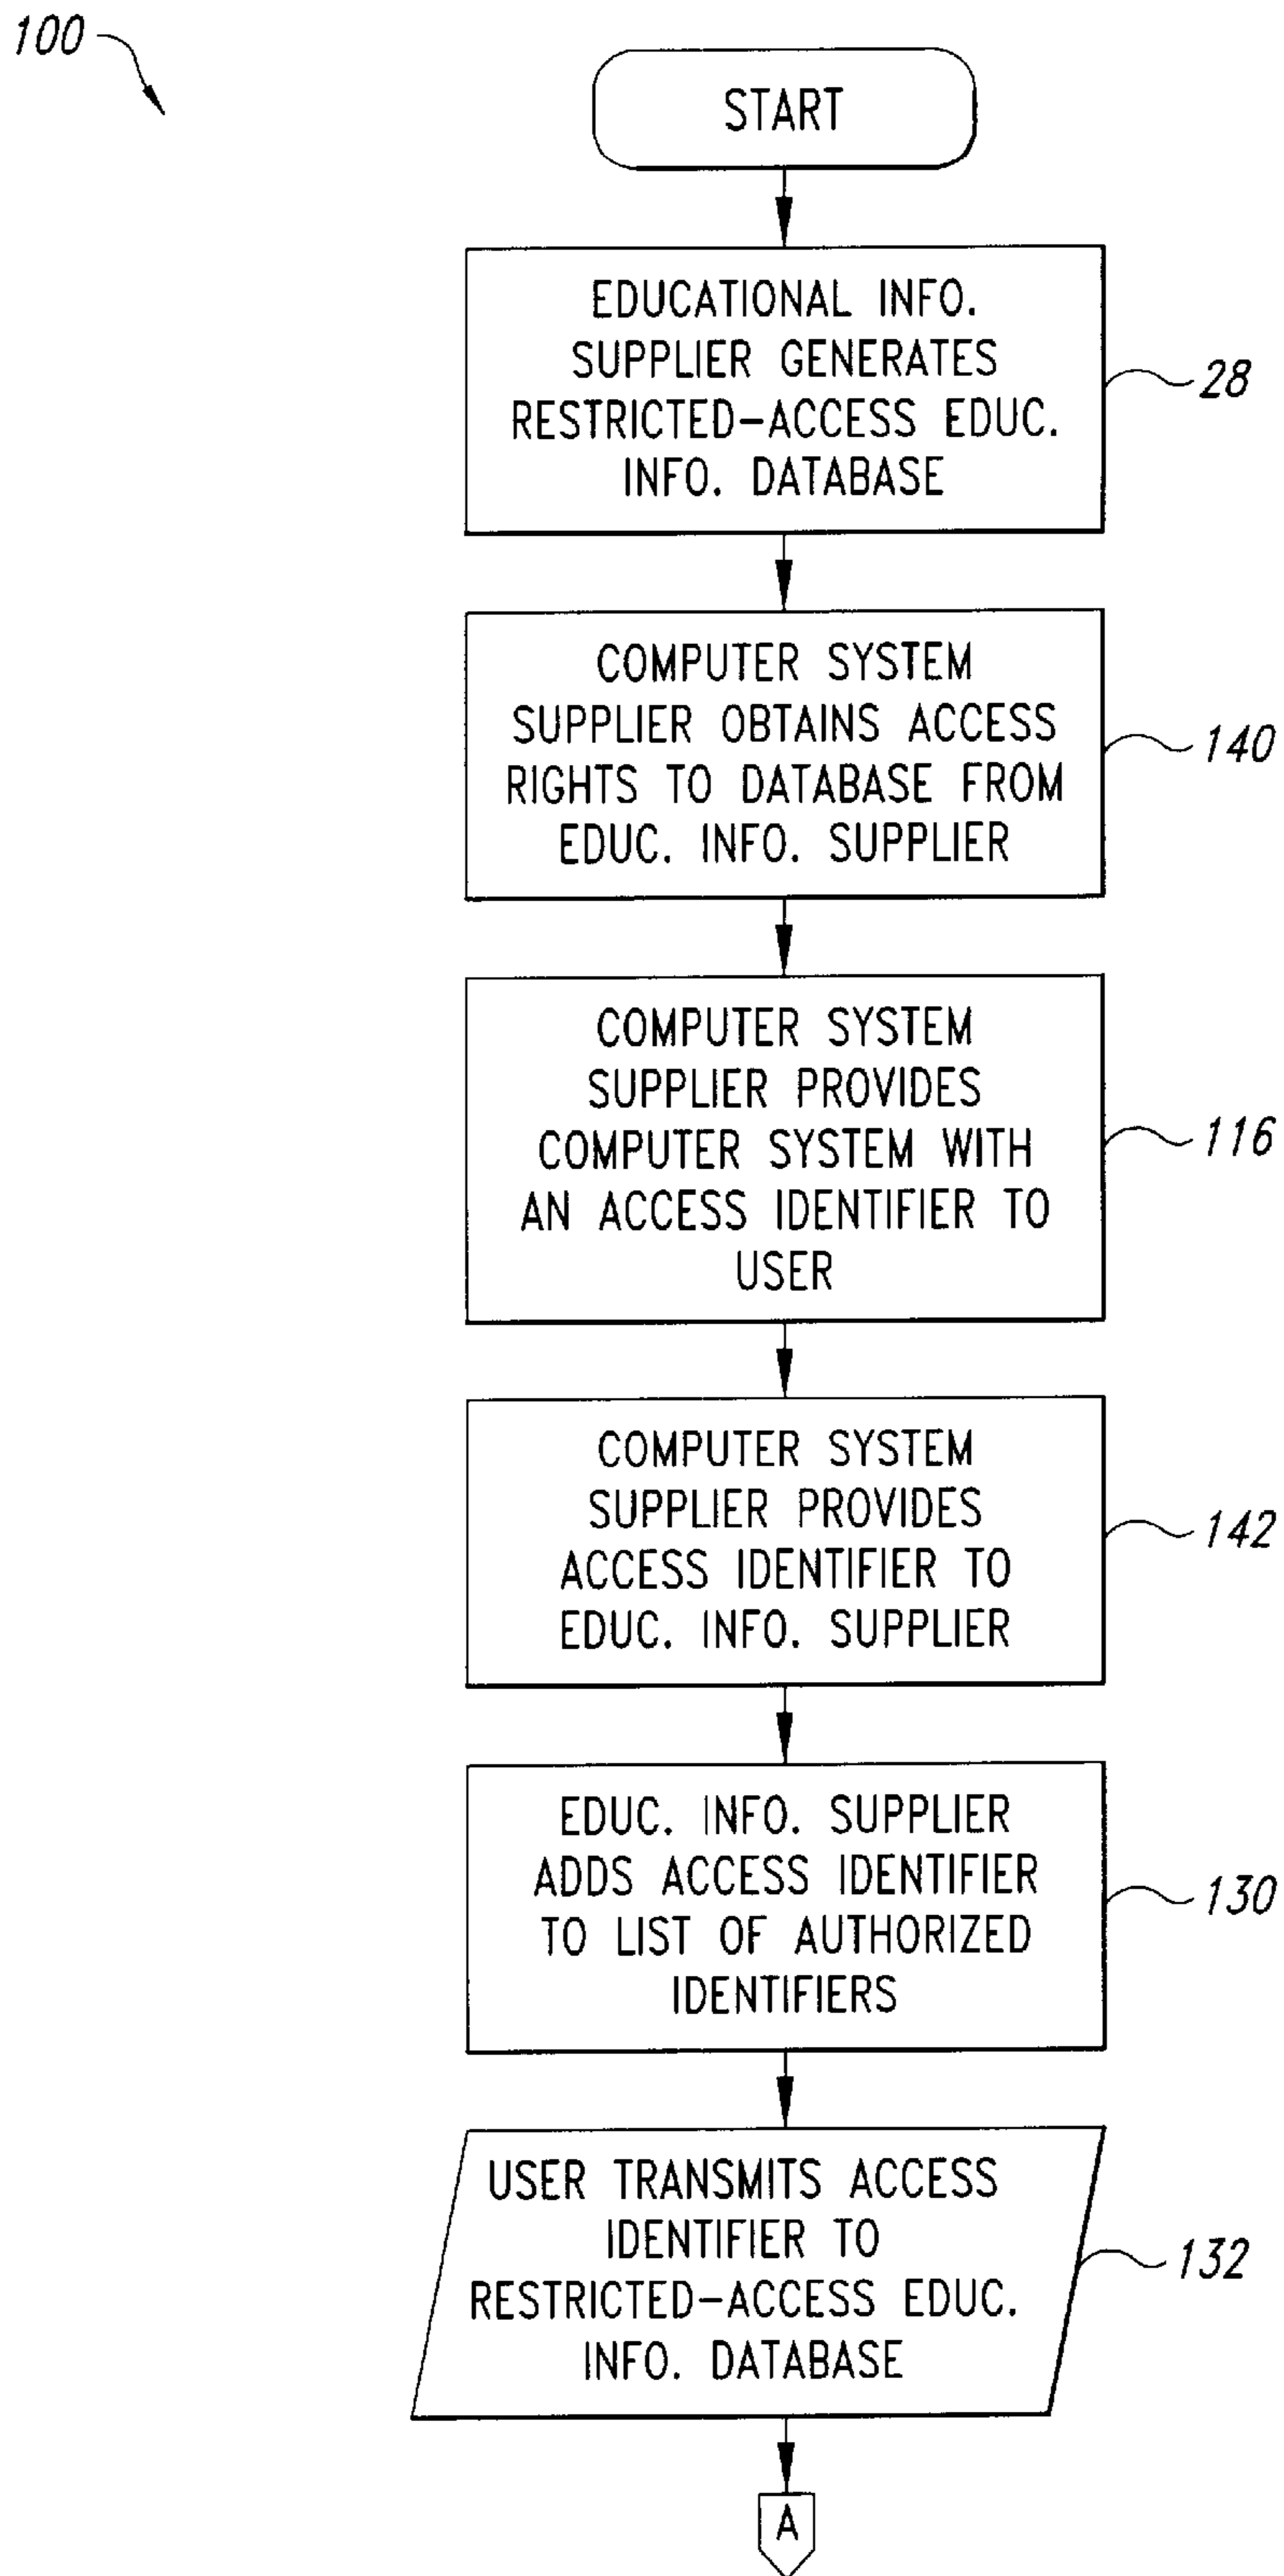 100
START
EDUCATIONAL INFO.
SUPPLIER GENERATES
RESTRICTED-ACCESS EDUC.
INFO. DATABASE
28
COMPUTER SYSTEM
SUPPLIER OBTAINS ACCESS
RIGHTS TO DATABASE FROM
EDUC. INFO. SUPPLIER
140
COMPUTER SYSTEM
SUPPLIER PROVIDES
COMPUTER SYSTEM WITH
AN ACCESS IDENTIFIER TO
USER
116
COMPUTER SYSTEM
SUPPLIER PROVIDES
ACCESS IDENTIFIER TO
EDUC. INFO. SUPPLIER
142
EDUC. INFO. SUPPLIER
ADDS ACCESS IDENTIFIER
TO LIST OF AUTHORIZED
IDENTIFIERS
130
USER TRANSMITS ACCESS
IDENTIFIER TO
RESTRICTED-ACCESS EDUC.
INFO. DATABASE
132
A